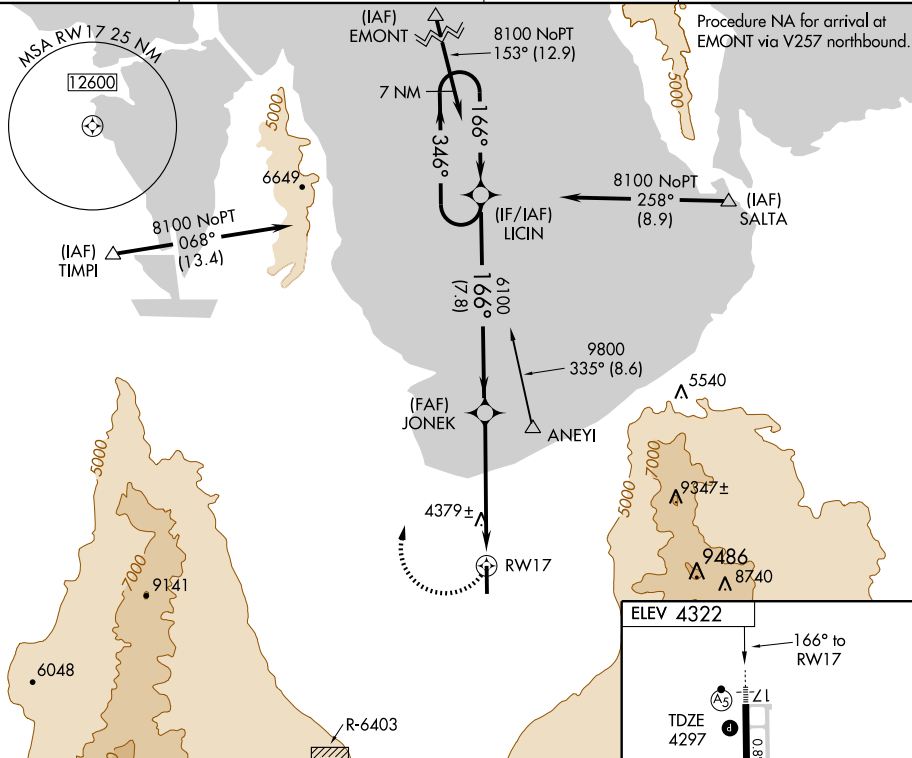 MSA RW17 25 NM
12600
(IAF)
EMONT
8100 NoPT
153° (12.9)
Procedure NA for arrival at
EMONT via V257 northbound.
7 NM
5000
5000
166°
346°
6649
8100 NoPT
258°
(8.9)
(IAF)
SALTA
(IF/IAF)
LICIN
8100 NoPT
068°
(13.4)
(IAF)
TIMPI
6100
166°
(7.8)
9800
335° (8.6)
(FAF)
JONEK
ANEYI
5540
5000
7000
5000
9347±
4379±
RW17
9486
8740
7000
9141
6048
R-6403
ELEV 4322
166° to
RW17
17
A5
TDZE
4297
P